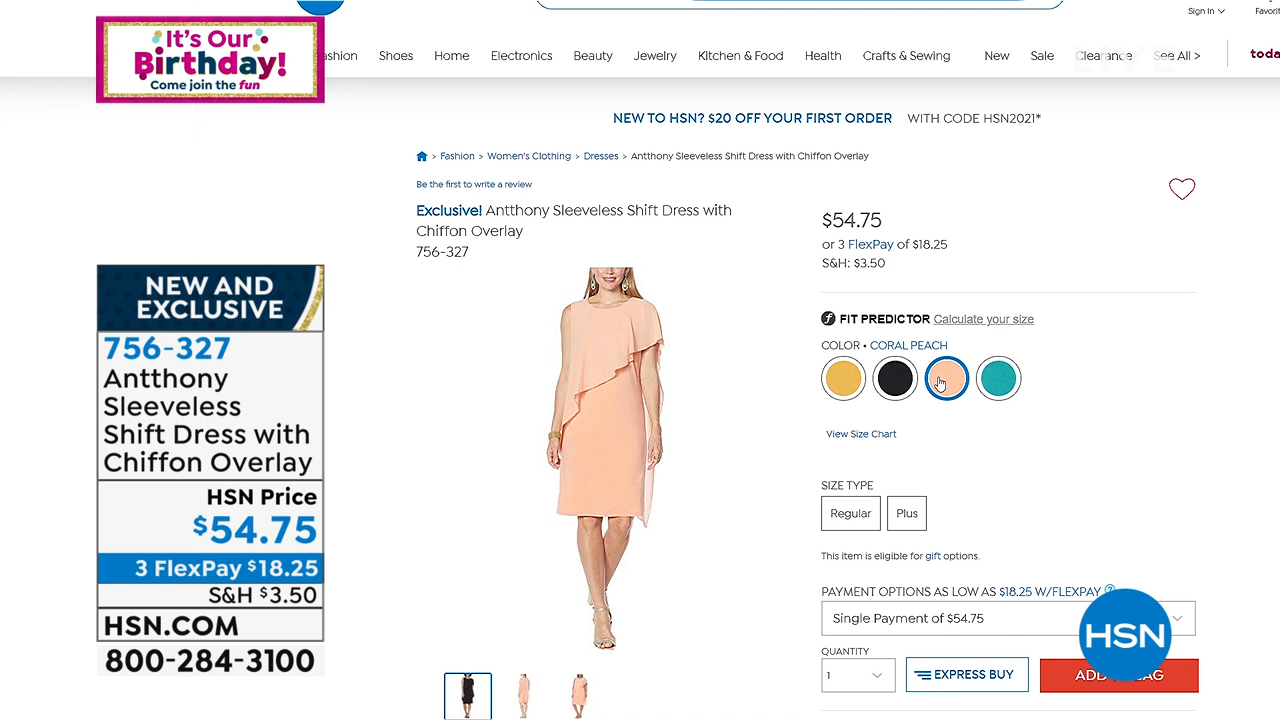 It's Our
Birthday!
Come join the fun
Sign In
Fashion Shoes Home Electronics Beauty Jewelry Kitchen & Food Health Crafts & Sewing New Sale Clearance See All >
NEW TO HSN? $20 OFF YOUR FIRST ORDER WITH CODE HSN2021*
> Fashion > Women's Clothing > Dresses > Antthony Sleeveless Shift Dress with Chiffon Overlay
Be the first to write a review
Exclusive! Antthony Sleeveless Shift Dress with
Chiffon Overlay
756-327
$54.75
or 3 FlexPay of $18.25
S&H: $3.50
FIT PREDICTOR Calculate your size
COLOR • CORAL PEACH
View Size Chart
SIZE TYPE
Regular Plus
This item is eligible for gift options.
PAYMENT OPTIONS AS LOW AS $18.25 W/FLEXPAY
Single Payment of $54.75
QUANTITY
1
EXPRESS BUY
ADD BAG
HSN
NEW AND
EXCLUSIVE
756-327
Antthony
Sleeveless
Shift Dress with
Chiffon Overlay
HSN Price
$54.75
3 FlexPay $18.25
S&H $3.50
HSN.COM
800-284-3100